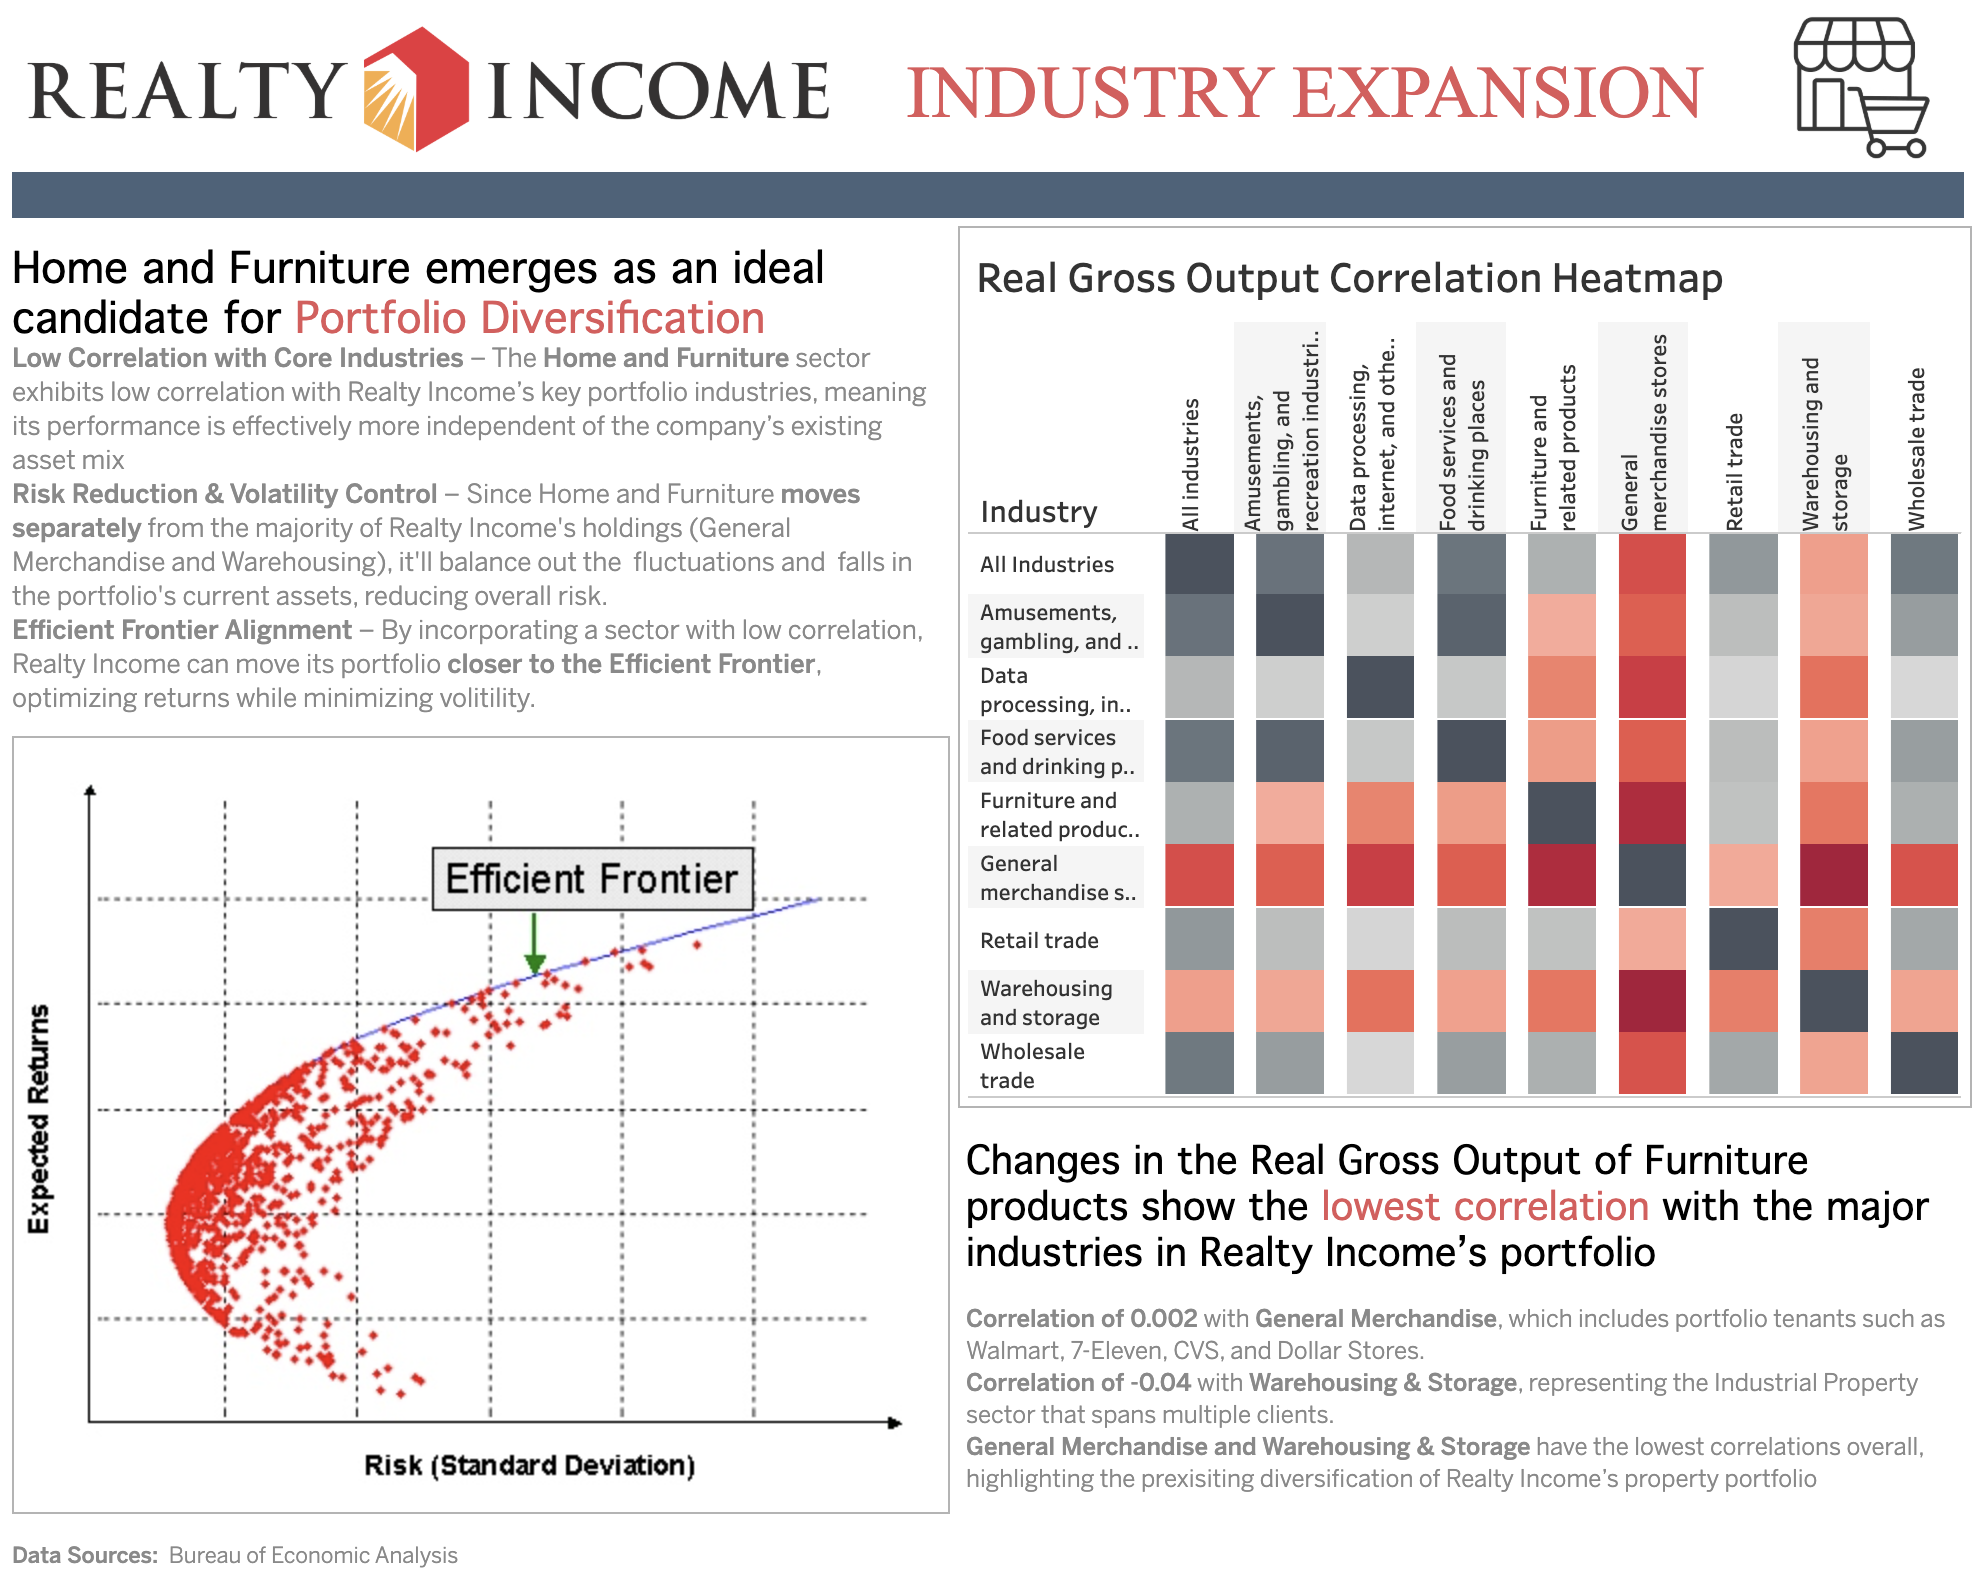 REALTY INCOME
INDUSTRY EXPANSION
Home and Furniture emerges as an ideal
candidate for Portfolio Diversification
Low Correlation with Core Industries – The Home and Furniture sector
exhibits low correlation with Realty Income’s key portfolio industries, meaning
its performance is effectively more independent of the company’s existing
asset mix
Risk Reduction & Volatility Control – Since Home and Furniture moves
separately from the majority of Realty Income's holdings (General
Merchandise and Warehousing), it'll balance out the  fluctuations and  falls in
the portfolio's current assets, reducing overall risk.
Efficient Frontier Alignment – By incorporating a sector with low correlation,
Realty Income can move its portfolio closer to the Efficient Frontier,
optimizing returns while minimizing volitility.
Efficient Frontier
Expected Returns
Risk (Standard Deviation)
Real Gross Output Correlation Heatmap
Industry
All industries
Amusements,
gambling, and
recreation industri..
Data processing,
internet, and othe..
Food services and
drinking places
Furniture and
related products
General
merchandise stores
Retail trade
Warehousing and
storage
Wholesale trade
All Industries
Amusements,
gambling, and ..
Data
processing, in..
Food services
and drinking p..
Furniture and
related produc..
General
merchandise s..
Retail trade
Warehousing
and storage
Wholesale
trade
Changes in the Real Gross Output of Furniture
products show the lowest correlation with the major
industries in Realty Income’s portfolio
Correlation of 0.002 with General Merchandise, which includes portfolio tenants such as
Walmart, 7-Eleven, CVS, and Dollar Stores.
Correlation of -0.04 with Warehousing & Storage, representing the Industrial Property
sector that spans multiple clients.
General Merchandise and Warehousing & Storage have the lowest correlations overall,
highlighting the prexisiting diversification of Realty Income’s property portfolio
Data Sources:  Bureau of Economic Analysis